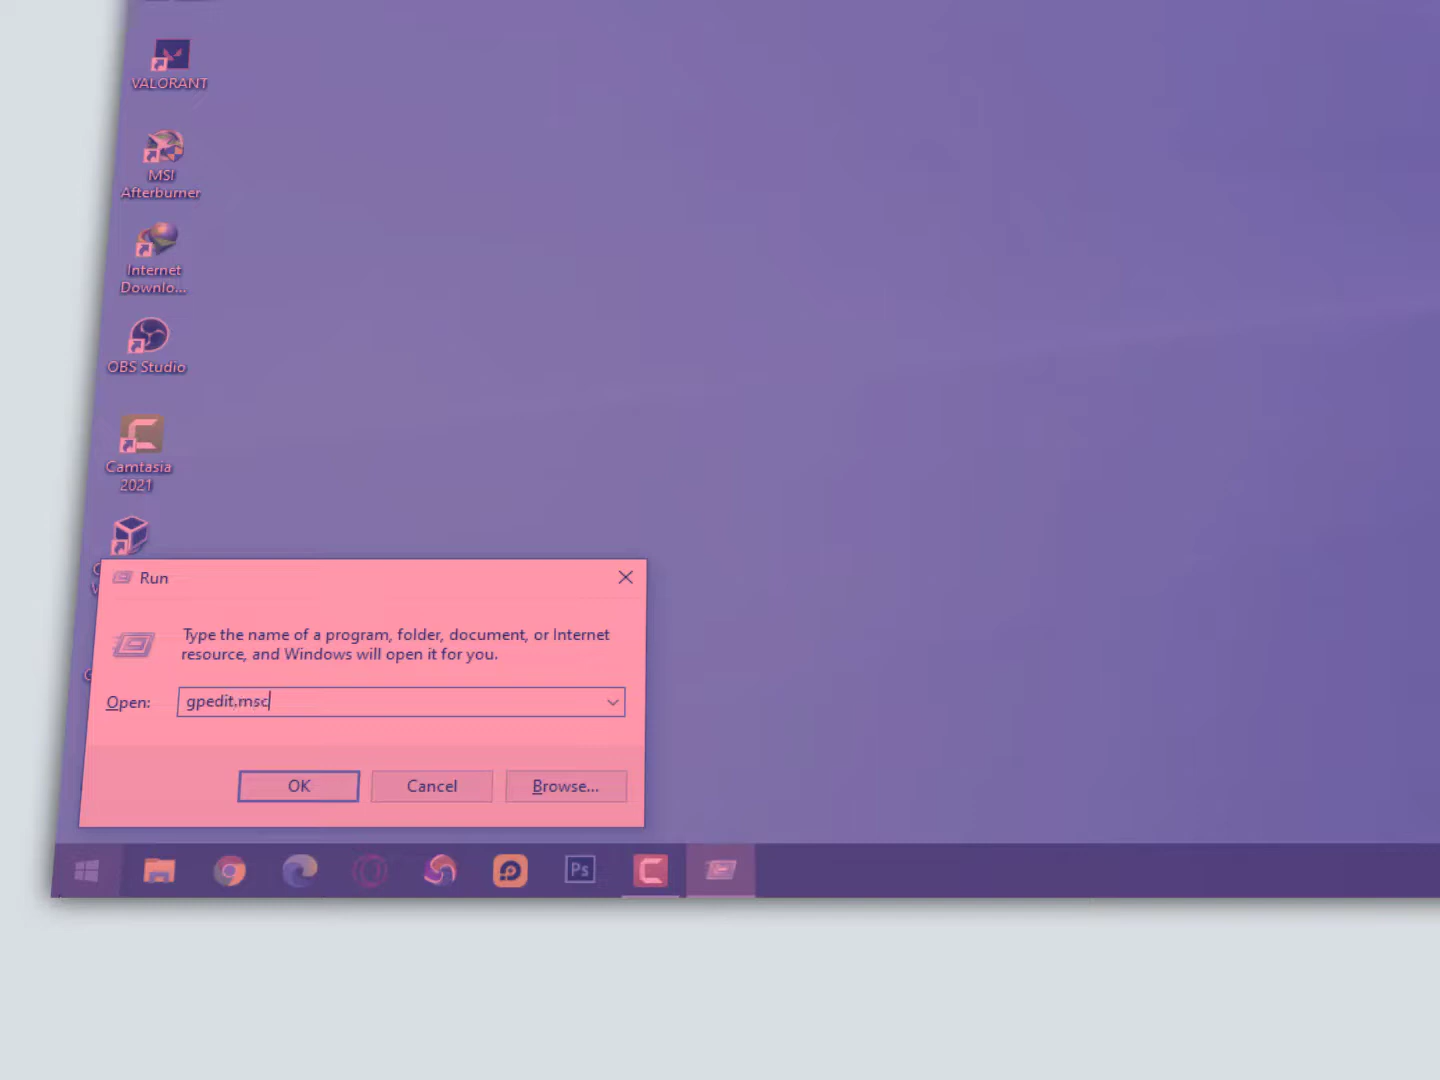 VALORANT
MSI
Afterburner
Internet
Downlo...
OBS Studio
Camtasia
2021
Run
Type the name of a program, folder, document, or Internet
resource, and Windows will open it for you.
Open:
gpedit.msc
OK
Cancel
Browse...
Ps